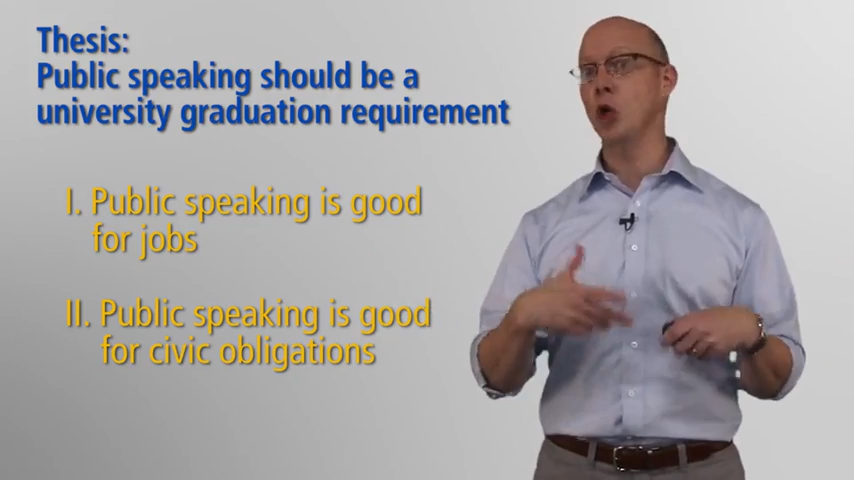 Thesis:
Public speaking should be a
university graduation requirement
I. Public speaking is good
for jobs
II. Public speaking is good
for civic obligations